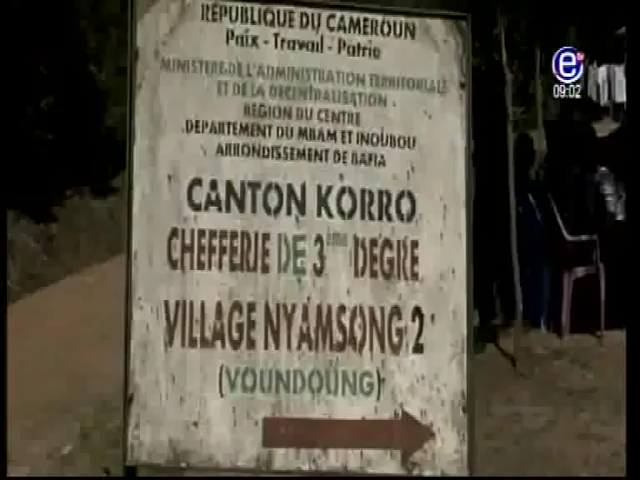 RÉPUBLIQUE DU CAMEROUN
Paix - Travail - Patrie
MINISTERE DE L'ADMINISTRATION TERRITORIALE
ET DE LA DECENTRALISATION
REGION DU CENTRE
DEPARTEMENT DU MBAM ET INOUBOU
ARRONDISSEMENT DE BAFIA
CANTON KORRO
CHEFFERIE DE 3ème DEGRE
VILLAGE NYAMSONG 2
(VOUNDOUNG)
e
09:02